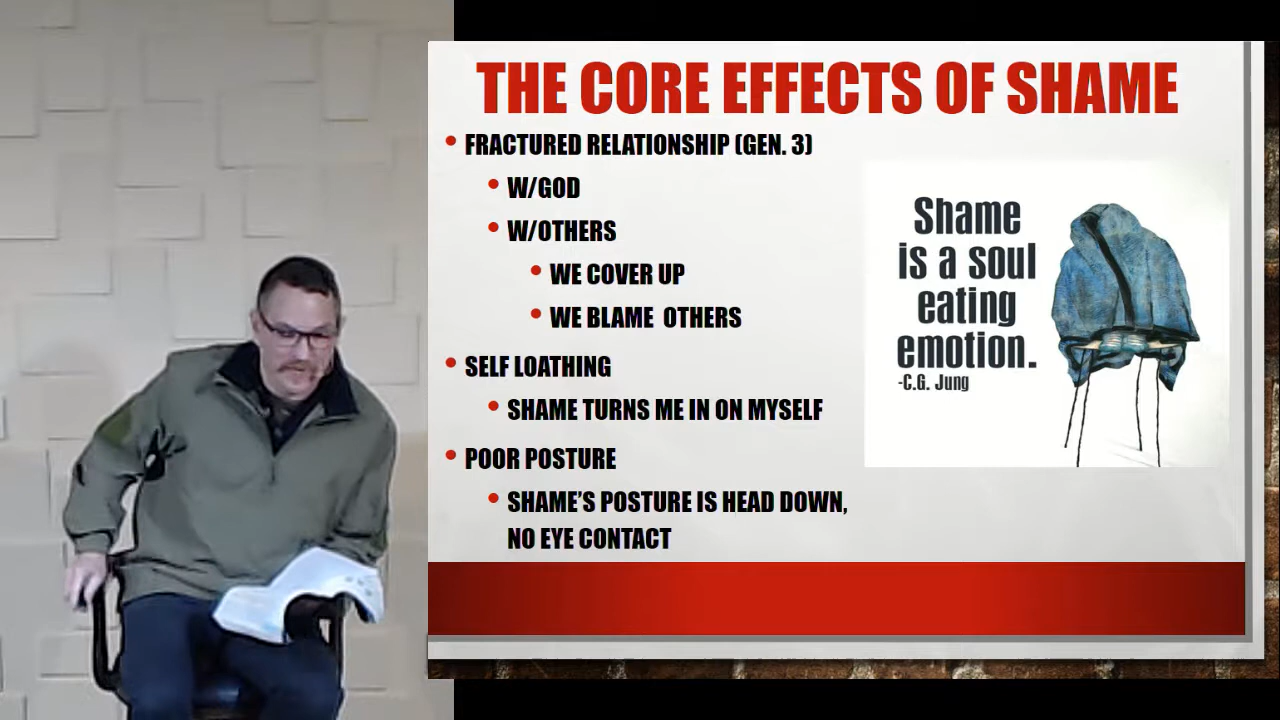 THE CORE EFFECTS OF SHAME
• FRACTURED RELATIONSHIP (GEN. 3)
• W/GOD
• W/OTHERS
• WE COVER UP
• WE BLAME OTHERS
• SELF LOATHING
• SHAME TURNS ME IN ON MYSELF
• POOR POSTURE
• SHAME'S POSTURE IS HEAD DOWN,
NO EYE CONTACT
Shame
is a soul
eating
emotion.
-C.G. Jung